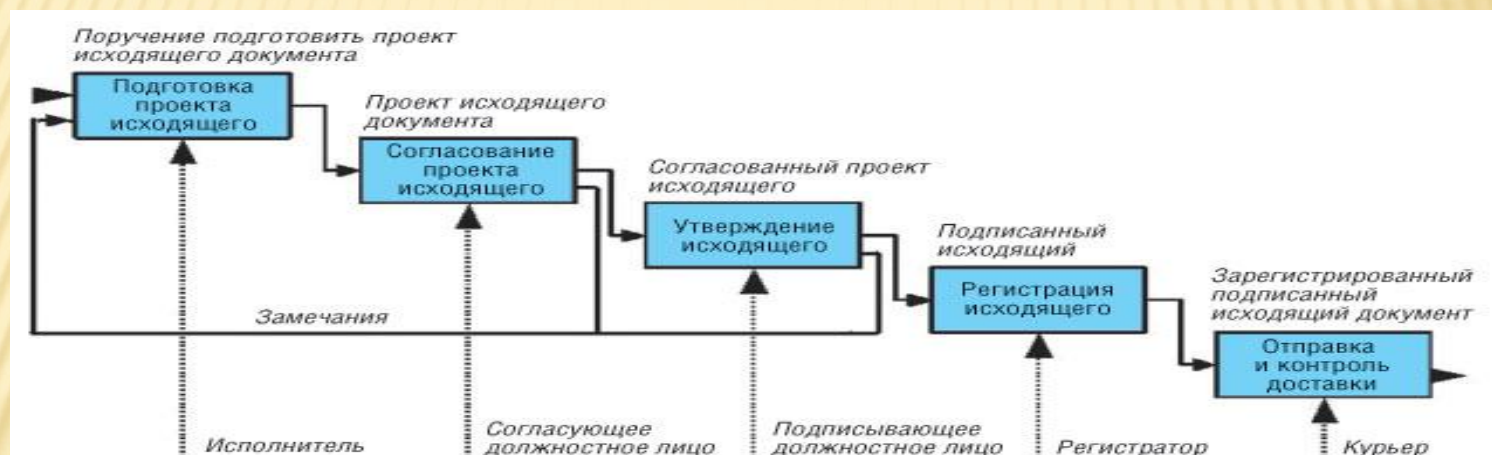 Поручение подготовить проект
исходящего документа
Подготовка
проекта
исходящего
Проект исходящего
документа
Согласование
проекта
исходящего
Согласованный проект
исходящего
Утверждение
исходящего
Подписанный
исходящий
Регистрация
исходящего
Зарегистрированный
подписанный
исходящий документ
Отправка
и контроль
доставки
Замечания
Исполнитель
Согласующее
должностное лицо
Подписывающее
должностное лицо
Регистратор
Курьер